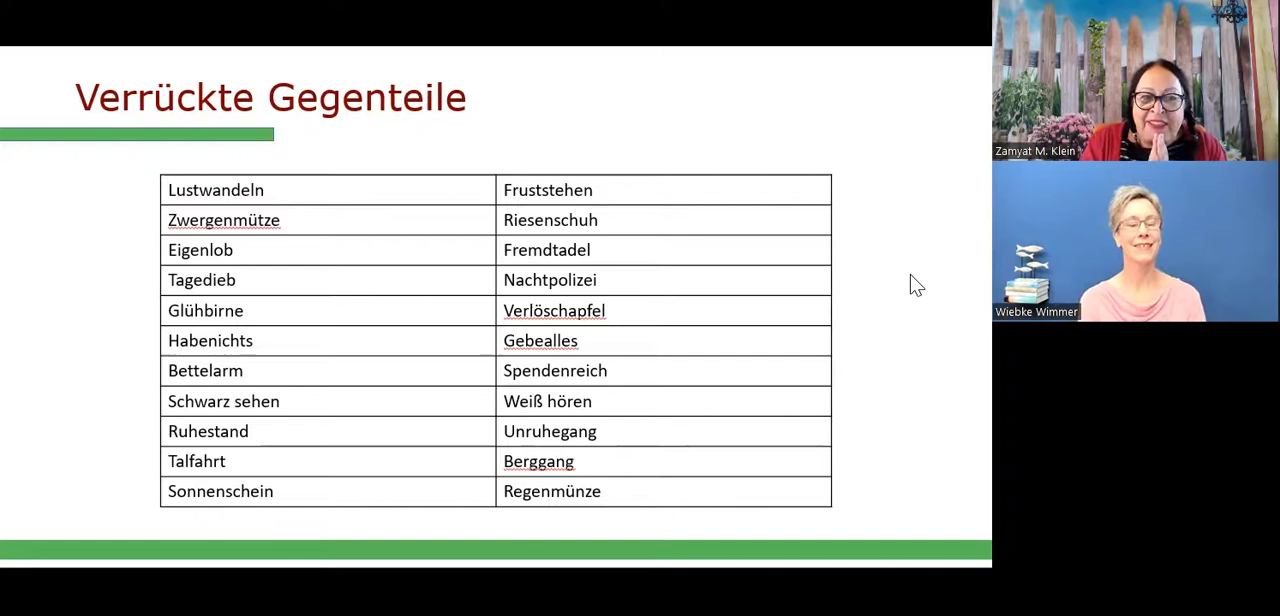 Verrückte Gegenteile
Lustwandeln Fruststehen
Zwergenmütze Riesenschuh
Eigenlob Fremdtadel
Tagedieb Nachtpolizei
Glühbirne Verlöschapfel
Habenichts Gebealles
Bettelarm Spendenreich
Schwarz sehen Weiß hören
Ruhestand Unruhegang
Talfahrt Berggang
Sonnenschein Regenmünze
Zamyat M. Klein
Wiebke Wimmer